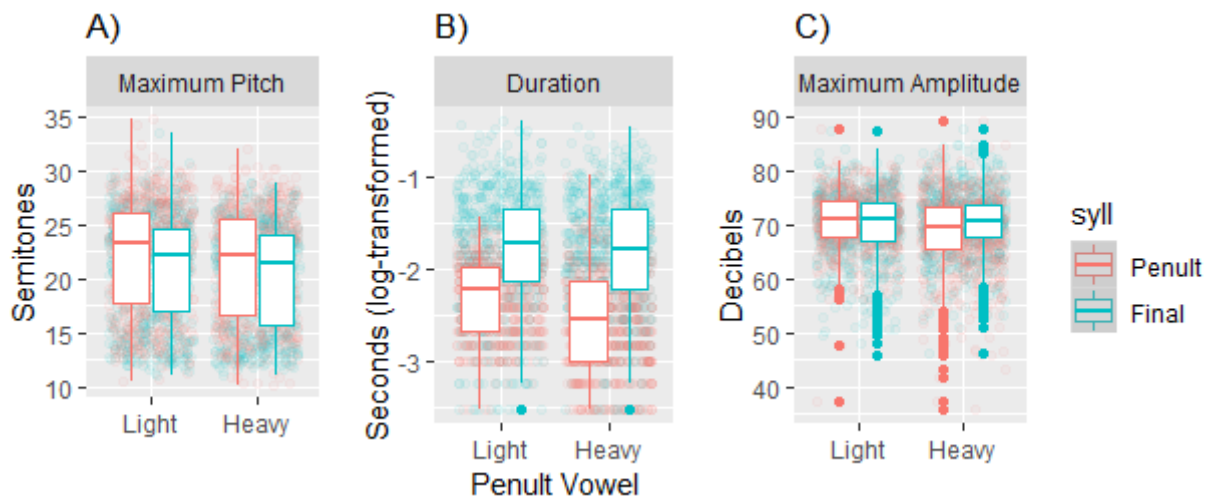 A)
Maximum Pitch
Semitones
35
30
25
20
15
10
Light Heavy
B)
Duration
Seconds (log-transformed)
-1
-2
-3
Light Heavy
Penult Vowel
C)
Maximum Amplitude
Decibels
90
80
70
60
50
40
Light Heavy
syll
Penult
Final